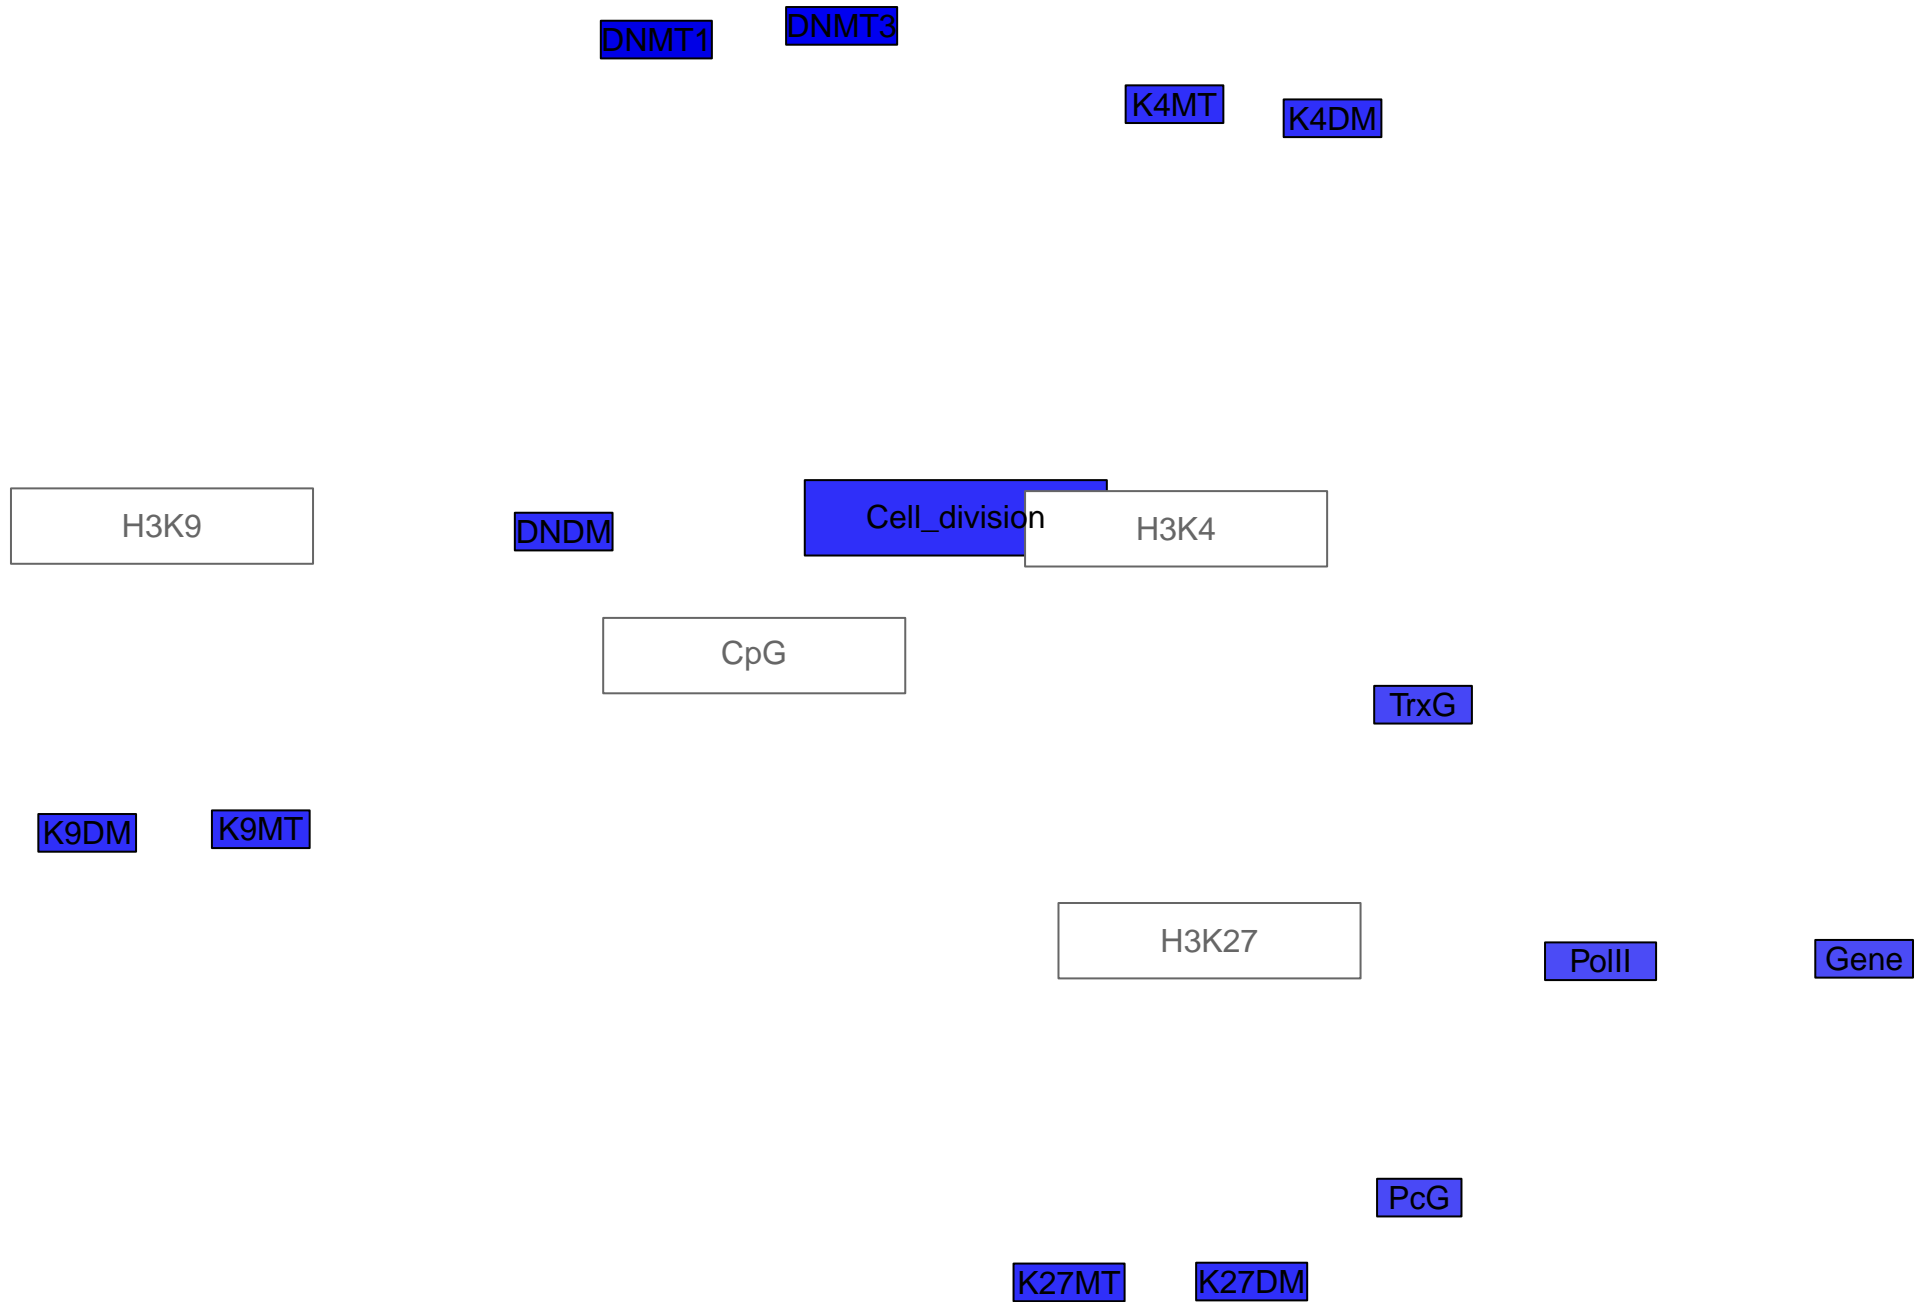 DNMT1
DNMT3
K4MT
K4DM
H3K9
DNDM
Cell_division
H3K4
CpG
TrxG
K9DM
K9MT
H3K27
PolII
Gene
PcG
K27MT
K27DM